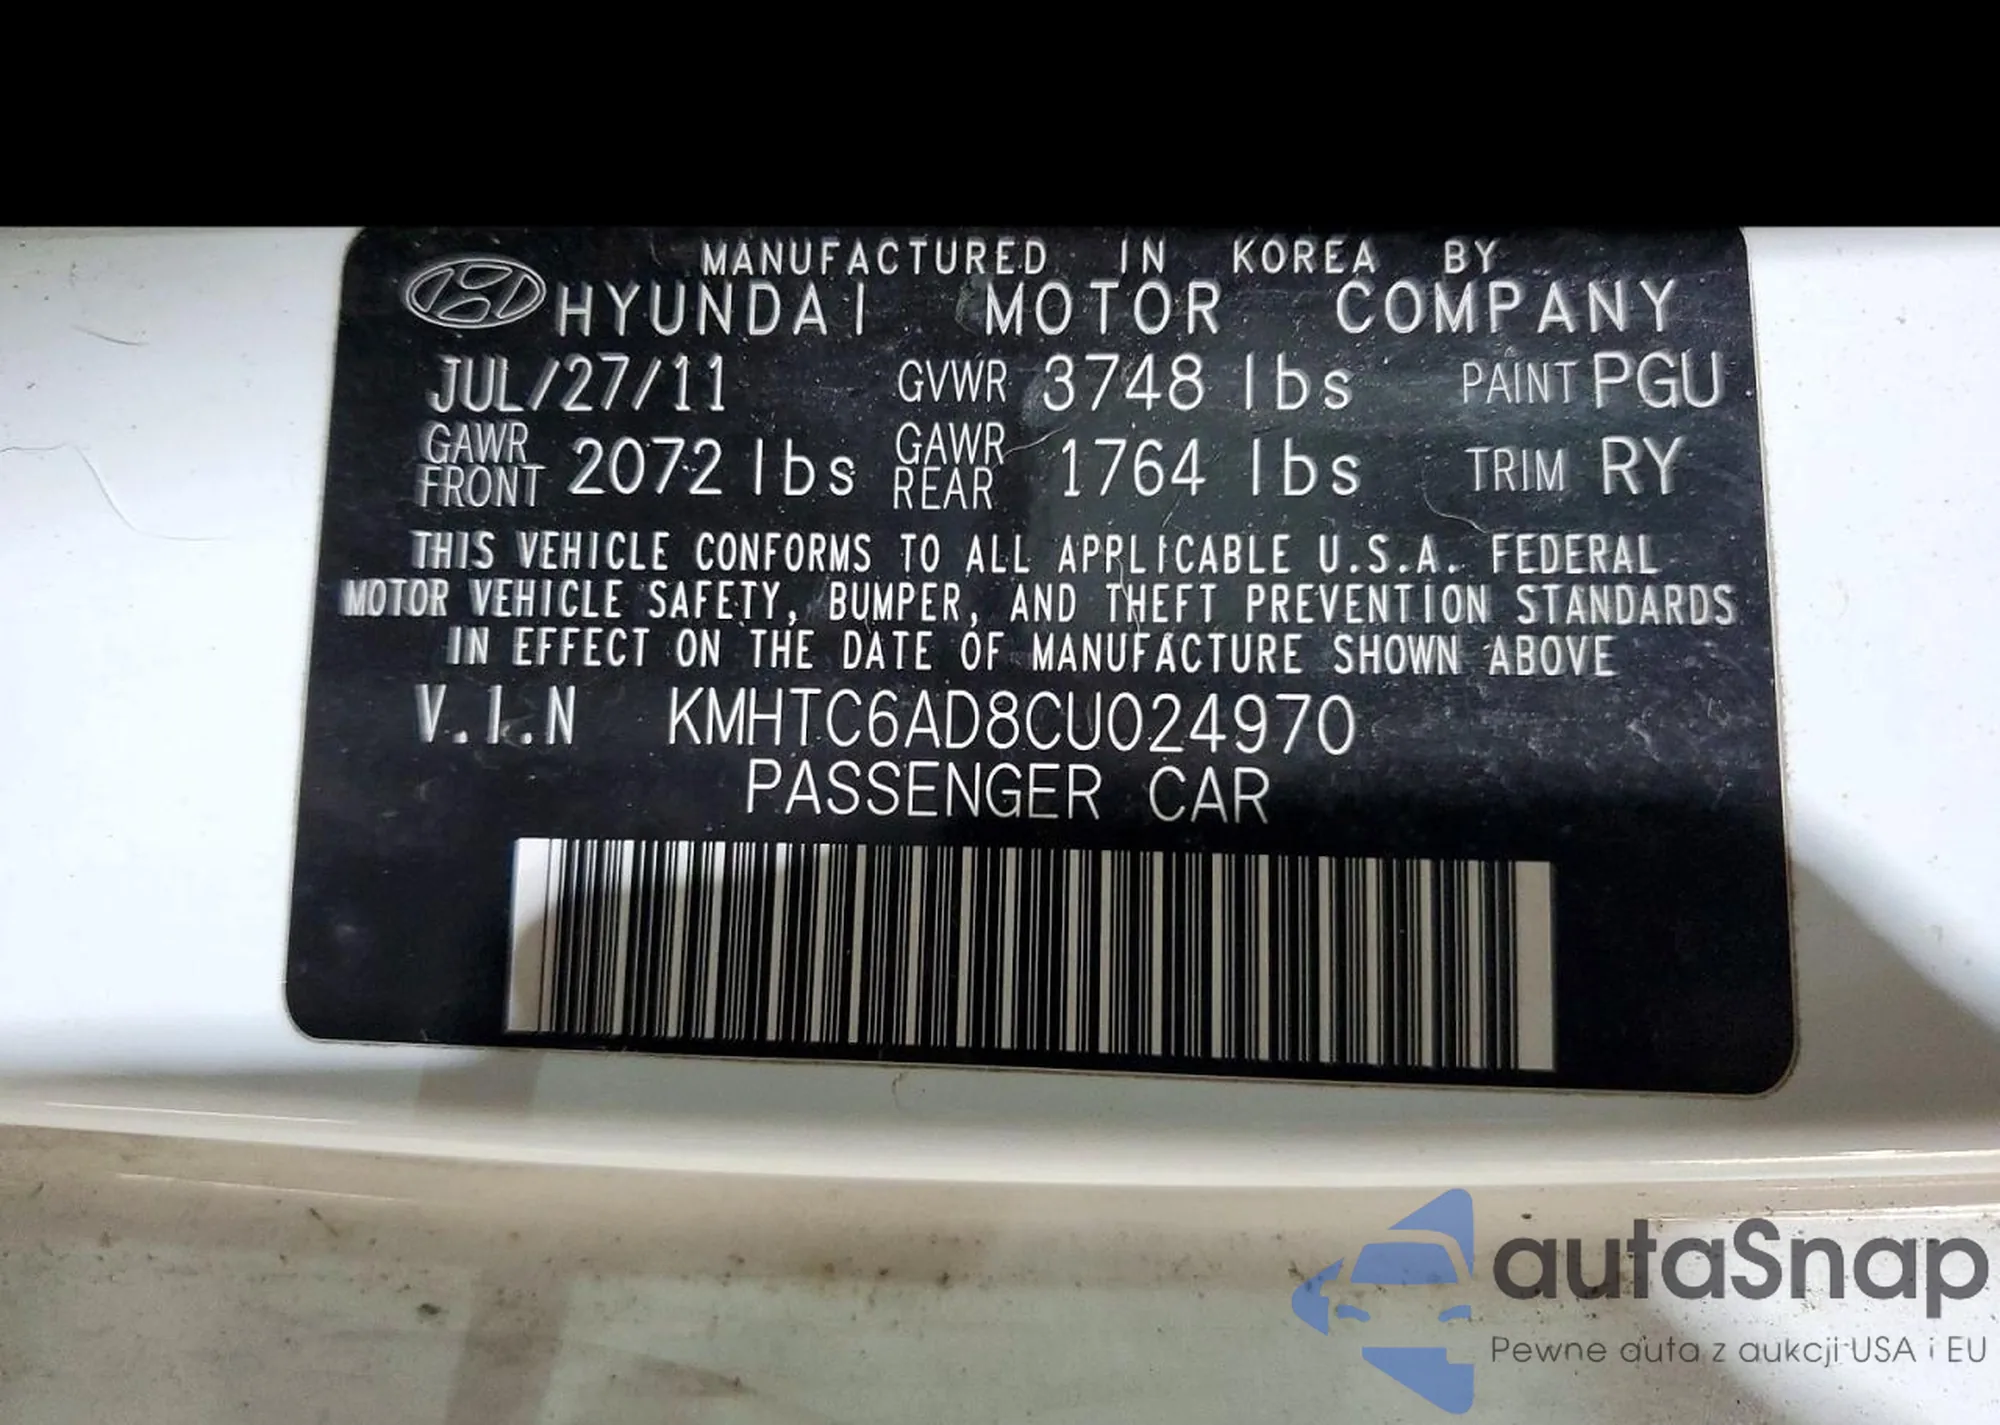 MANUFACTURED IN KOREA BY
HYUNDAI MOTOR COMPANY
JUL/27/11 GVWR 3748 lbs PAINT PGU
GAWR FRONT 2072 lbs GAWR REAR 1764 lbs TRIM RY
THIS VEHICLE CONFORMS TO ALL APPLICABLE U.S.A. FEDERAL
MOTOR VEHICLE SAFETY, BUMPER, AND THEFT PREVENTION STANDARDS
IN EFFECT ON THE DATE OF MANUFACTURE SHOWN ABOVE
V.I.N KMHTC6AD8CU024970
PASSENGER CAR
autaSnap
Pewne auta z aukcji USA i EU